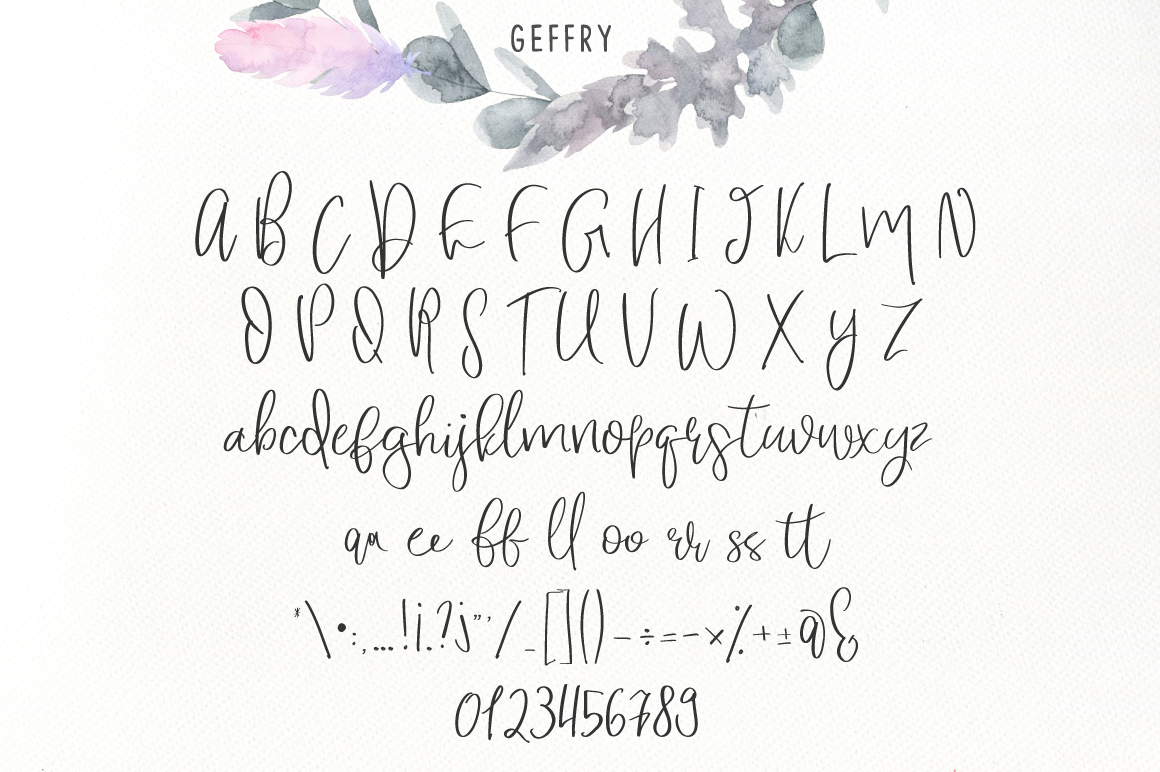 GEFFRY
A B C D E F G H I J K L M N
O P Q R S T U V W X Y Z
abcdefghijklmnopqrstuvwxyz
aa ee ff ll oo rr ss tt
*\•:,...!¡.?j"'/_[]()–÷=-×⁒+±@&
0123456789